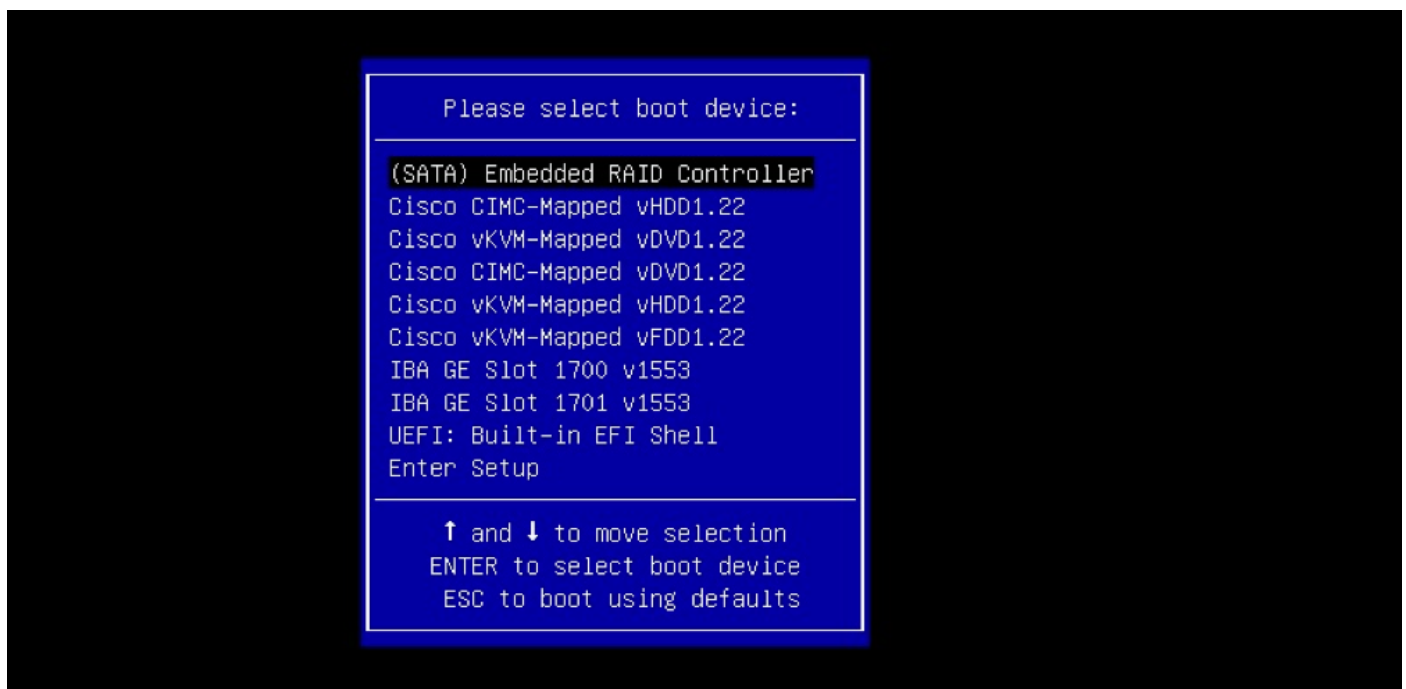 Please select boot device:
(SATA) Embedded RAID Controller
Cisco CIMC-Mapped vHDD1.22
Cisco vKVM-Mapped vDVD1.22
Cisco CIMC-Mapped vDVD1.22
Cisco vKVM-Mapped vHDD1.22
Cisco vKVM-Mapped vFDD1.22
IBA GE Slot 1700 v1553
IBA GE Slot 1701 v1553
UEFI: Built-in EFI Shell
Enter Setup
↑ and ↓ to move selection
ENTER to select boot device
ESC to boot using defaults